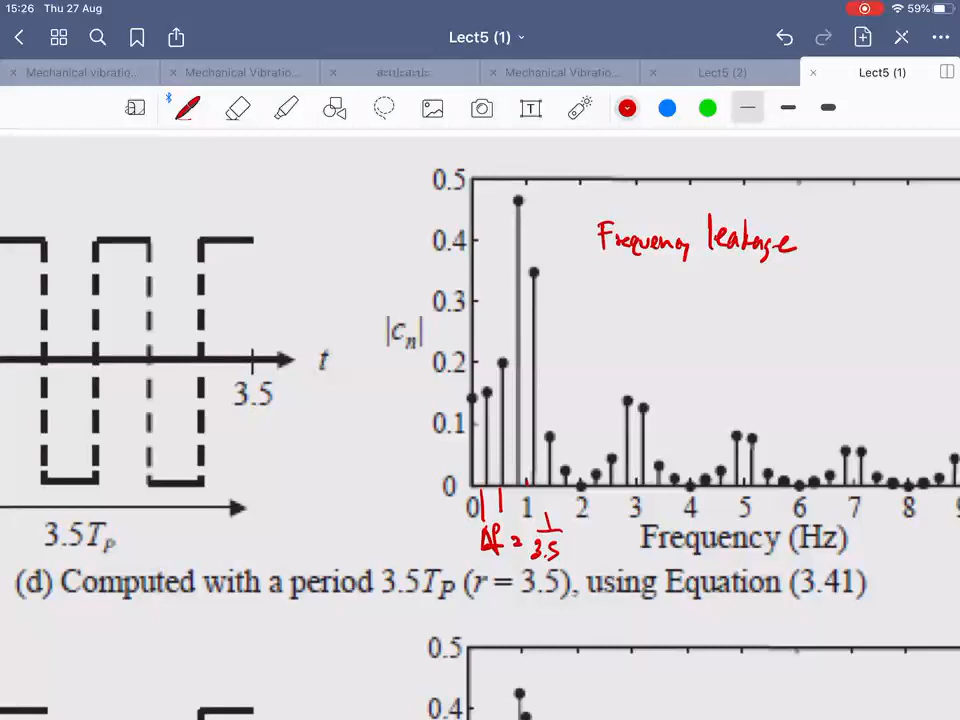 15:26 Thu 27 Aug
59%
Lect5 (1)
Mechanical vibratio...
Mechanical Vibratio...
Mechanical Vibratio...
Lect5 (2)
Lect5 (1)
T
0.5
0.4
0.3
0.2
0.1
0
|cn|
Frequency leakage
t
3.5
0 1 2 3 4 5 6 7 8
Δf = 1/3.5
3.5TP
Frequency (Hz)
(d) Computed with a period 3.5TP (r = 3.5), using Equation (3.41)
0.5
0.4